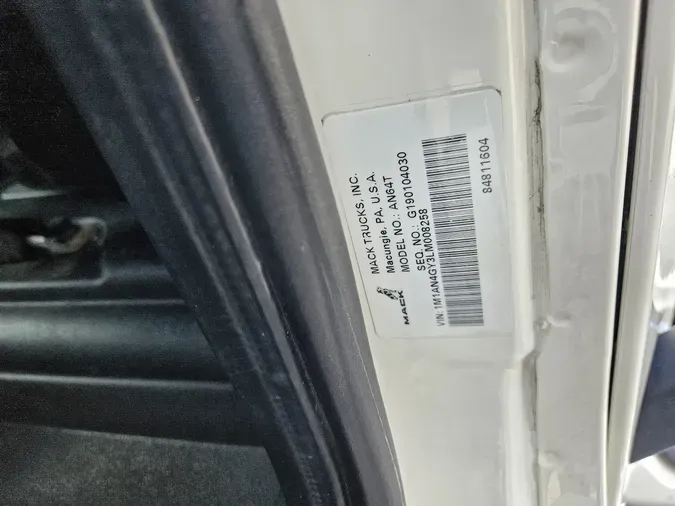 MACK TRUCKS, INC.
Macungie, PA, U.S.A.
MODEL NO.: AN64T
SEQ. NO.: G190104030
MACK
VIN: 1M1AN4GY3LM008258
84811604